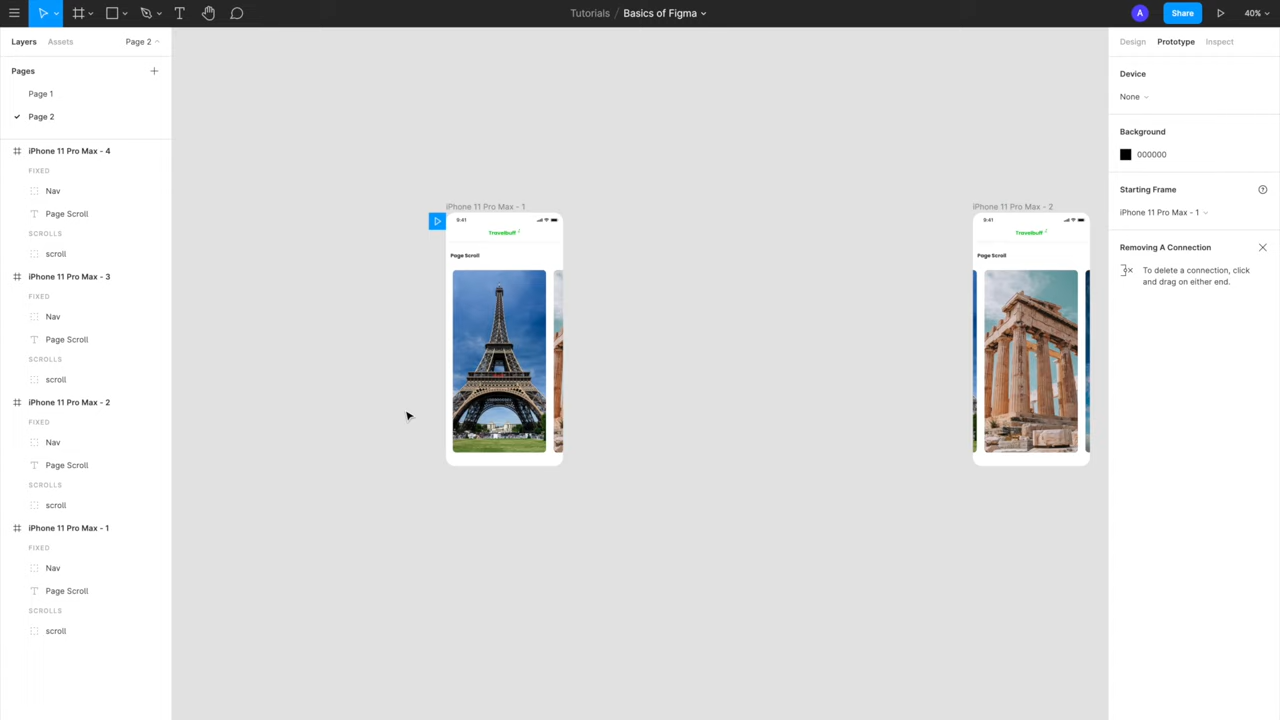 Tutorials / Basics of Figma
A
Share
40%
Layers
Assets
Page 2
Pages
Page 1
Page 2
iPhone 11 Pro Max - 4
FIXED
Nav
Page Scroll
SCROLLS
scroll
iPhone 11 Pro Max - 3
FIXED
Nav
Page Scroll
SCROLLS
scroll
iPhone 11 Pro Max - 2
FIXED
Nav
Page Scroll
SCROLLS
scroll
iPhone 11 Pro Max - 1
FIXED
Nav
Page Scroll
SCROLLS
scroll
iPhone 11 Pro Max - 1
9:41
Travelbuff
Page Scroll
iPhone 11 Pro Max - 2
9:41
Travelbuff
Page Scroll
Design
Prototype
Inspect
Device
None
Background
000000
Starting Frame
iPhone 11 Pro Max - 1
Removing A Connection
To delete a connection, click
and drag on either end.